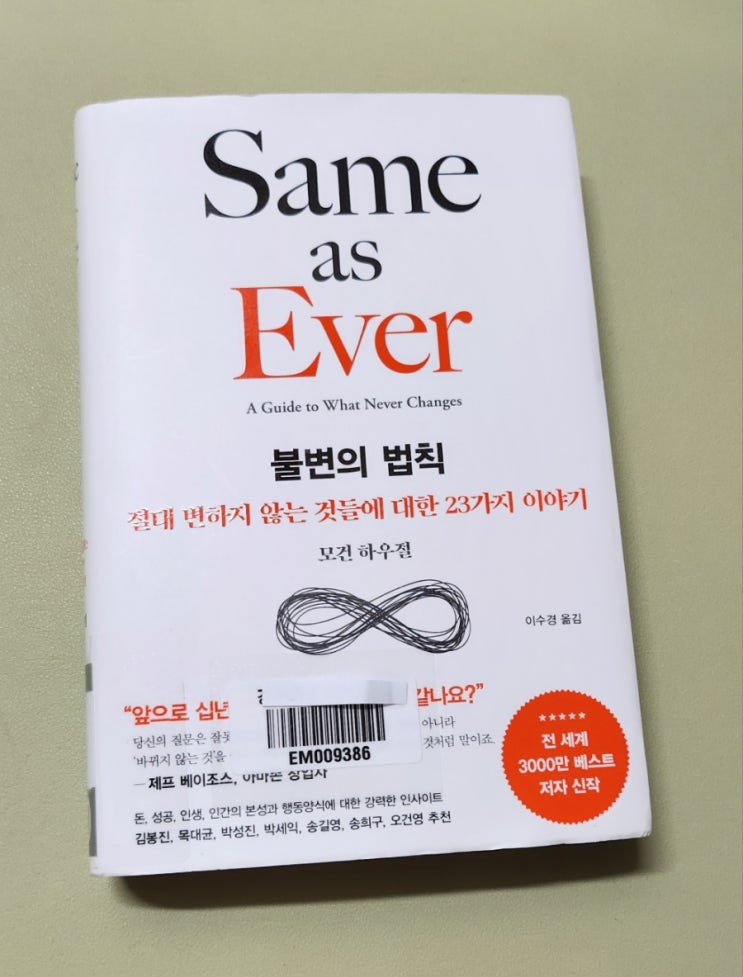 Same
as
Ever
A Guide to What Never Changes
불변의 법칙
절대 변하지 않는 것들에 대한 23가지 이야기
모건 하우절
이수경 옮김
“앞으로 십년 같나요?”
당신의 질문은 잘못 아니라
‘바뀌지 않는 것’을 것처럼 말이죠.
— 제프 베이조스, 아마존 창업자
EM009386
돈, 성공, 인생, 인간의 본성과 행동양식에 대한 강력한 인사이트
김봉진, 목대균, 박성진, 박세익, 송길영, 송희구, 오건영 추천
★★★★★
전 세계
3000만 베스트
저자 신작